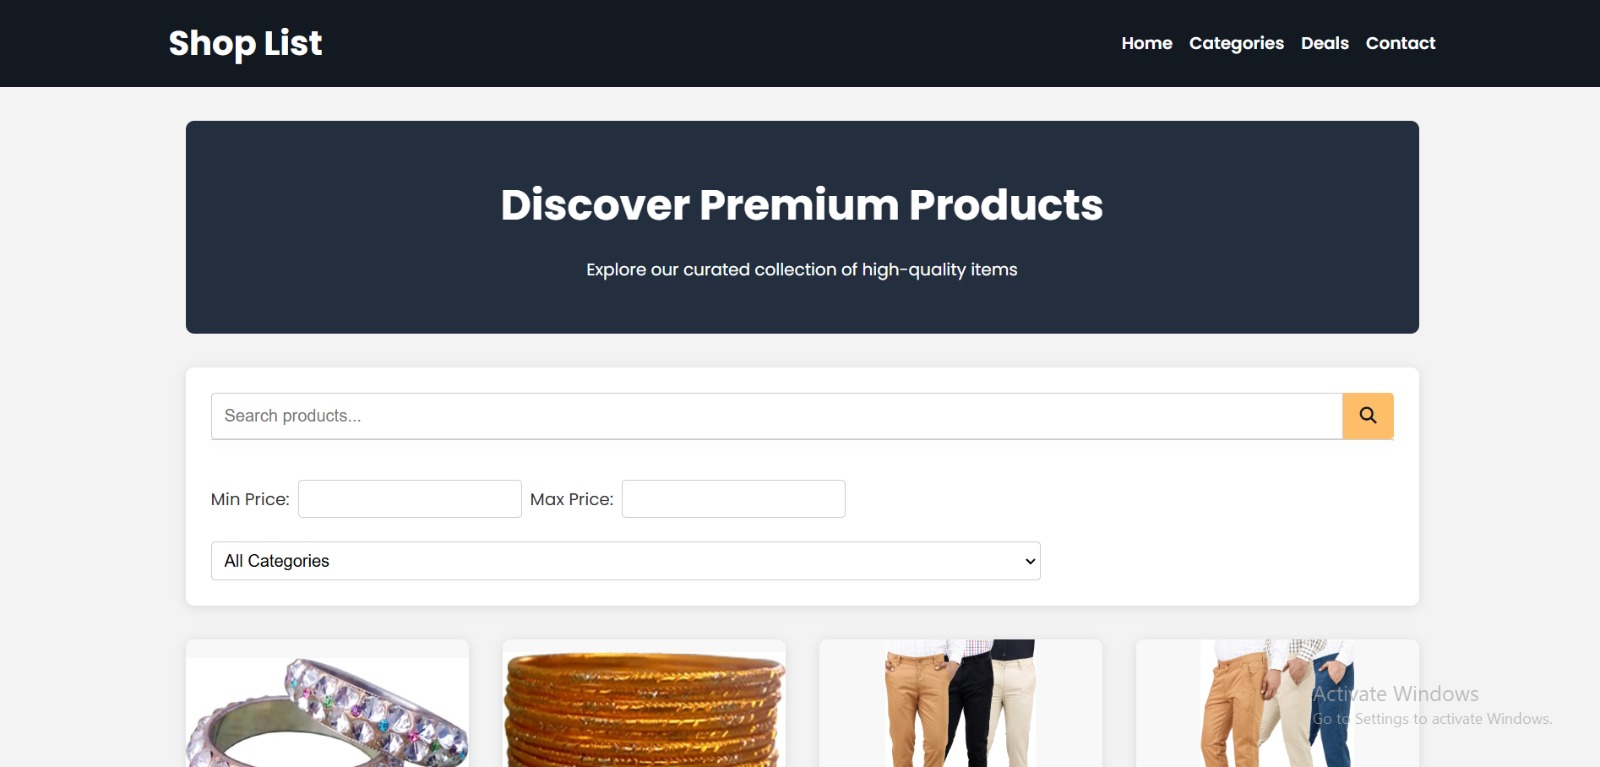 Shop List
Home Categories Deals Contact
Discover Premium Products
Explore our curated collection of high-quality items
Search products...
Min Price: Max Price:
All Categories
Activate Windows
Go to Settings to activate Windows.